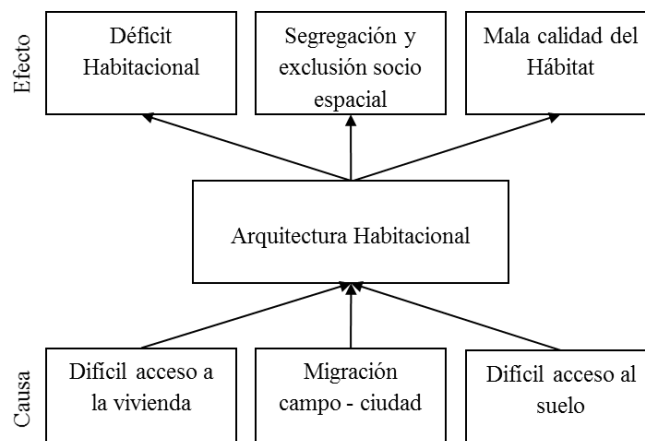 Efecto
Déficit
Habitacional
Segregación y
exclusión socio
espacial
Mala calidad del
Hábitat
Arquitectura Habitacional
Causa
Difícil acceso a
la vivienda
Migración
campo - ciudad
Difícil acceso al
suelo